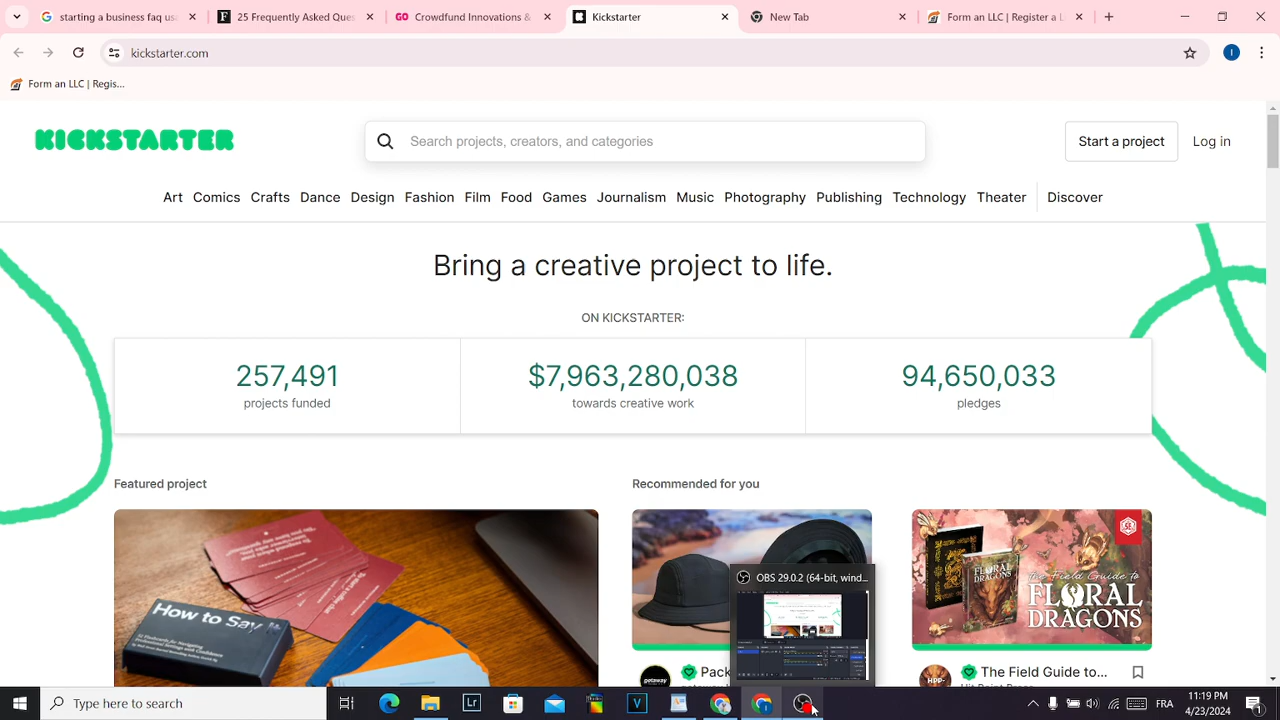 starting a business faq us
25 Frequently Asked Ques
GO Crowdfund Innovations &
Kickstarter
New Tab
Form an LLC | Register a L
kickstarter.com
I
Form an LLC | Regis...
KICKSTARTER
Search projects, creators, and categories
Start a project
Log in
Art Comics Crafts Dance Design Fashion Film Food Games Journalism Music Photography Publishing Technology Theater Discover
Bring a creative project to life.
ON KICKSTARTER:
257,491
projects funded
$7,963,280,038
towards creative work
94,650,033
pledges
Featured project
Recommended for you
How to Say
OBS 29.0.2 (64-bit, wind...
The Field Guide to
FLORAL
DRAGONS
getaway
Pack
HPP
The Field Guide to...
Type here to search
FR
11:19 PM
4/23/2024